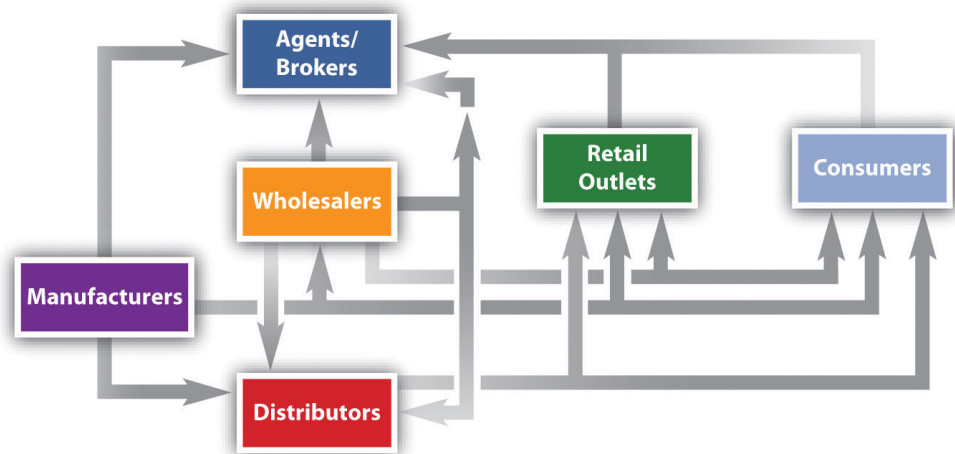 Agents/
Brokers
Retail
Outlets
Consumers
Wholesalers
Manufacturers
Distributors